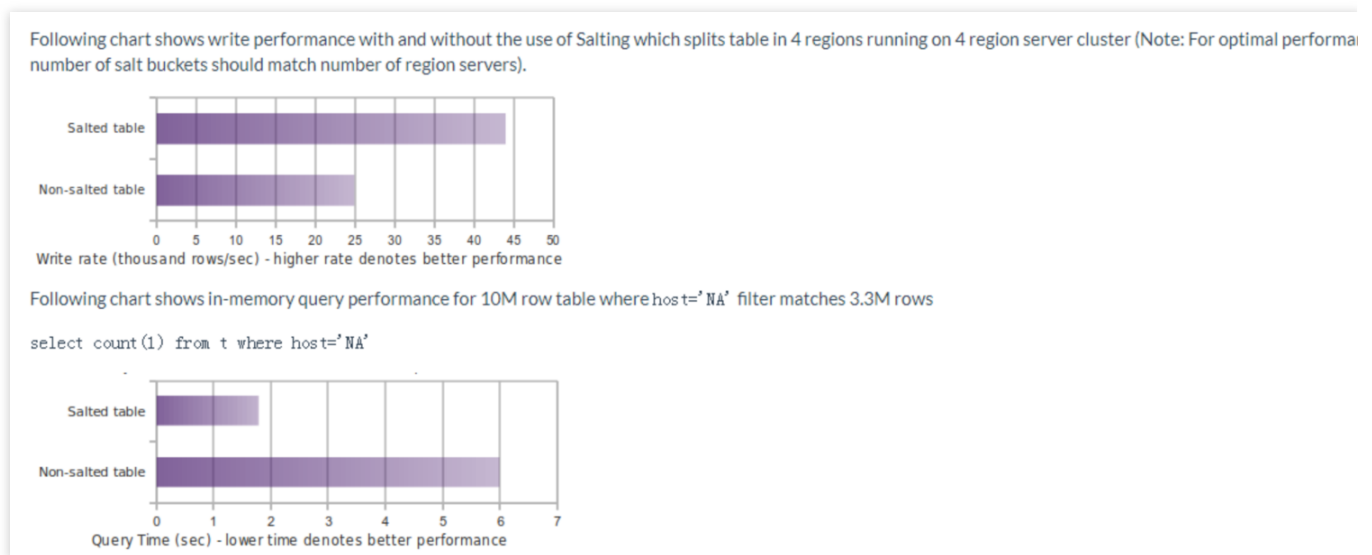 Following chart shows write performance with and without the use of Salting which splits table in 4 regions running on 4 region server cluster (Note: For optimal
number of salt buckets should match number of region servers).
Salted table
Non-salted table
0 5 10 15 20 25 30 35 40 45 50
Write rate (thousand rows/sec) - higher rate denotes better performance
Following chart shows in-memory query performance for 10M row table where host='NA' filter matches 3.3M rows
select count(1) from t where host='NA'
Salted table
Non-salted table
0 1 2 3 4 5 6 7
Query Time (sec) - lower time denotes better performance